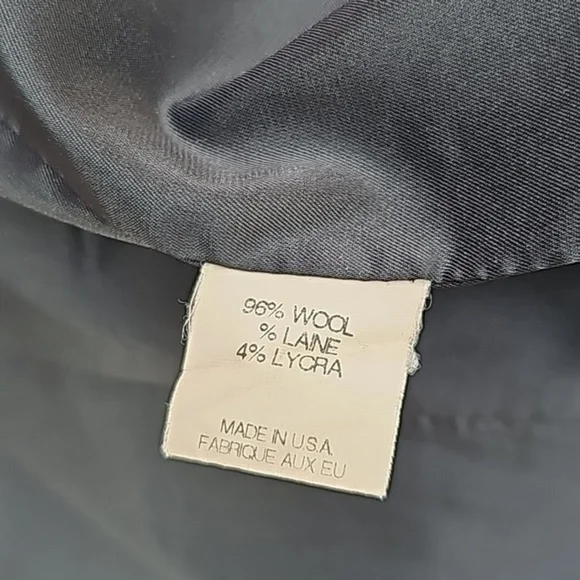 96% WOOL
% LAINE
4% LYCRA
MADE IN U.S.A.
FABRIQUE AUX EU